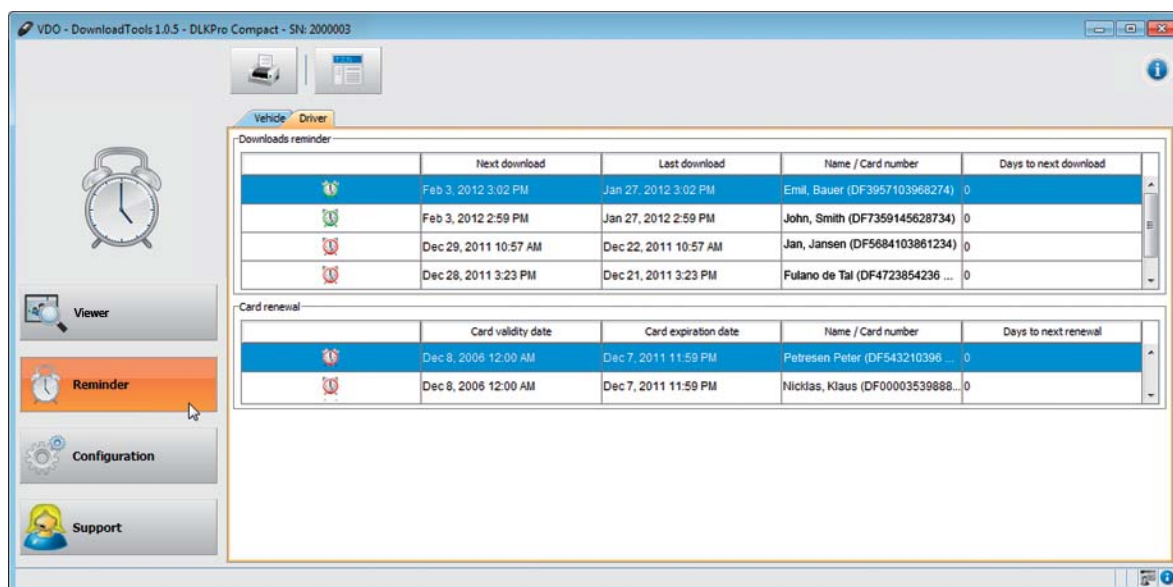 VDO - DownloadTools 1.0.5 - DLKPro Compact - SN: 2000003
Vehicle Driver
Downloads reminder
Next download Last download Name / Card number Days to next download
Feb 3, 2012 3:02 PM Jan 27, 2012 3:02 PM Emil, Bauer (DF3957103968274) 0
Feb 3, 2012 2:59 PM Jan 27, 2012 2:59 PM John, Smith (DF7359145628734) 0
Dec 29, 2011 10:57 AM Dec 22, 2011 10:57 AM Jan, Jansen (DF5684103861234) 0
Dec 28, 2011 3:23 PM Dec 21, 2011 3:23 PM Fulano de Tal (DF4723854236 ... 0
Card renewal
Card validity date Card expiration date Name / Card number Days to next renewal
Dec 8, 2006 12:00 AM Dec 7, 2011 11:59 PM Petresen Peter (DF543210396 ... 0
Dec 8, 2006 12:00 AM Dec 7, 2011 11:59 PM Nicklas, Klaus (DF00003539888... 0
Viewer
Reminder
Configuration
Support